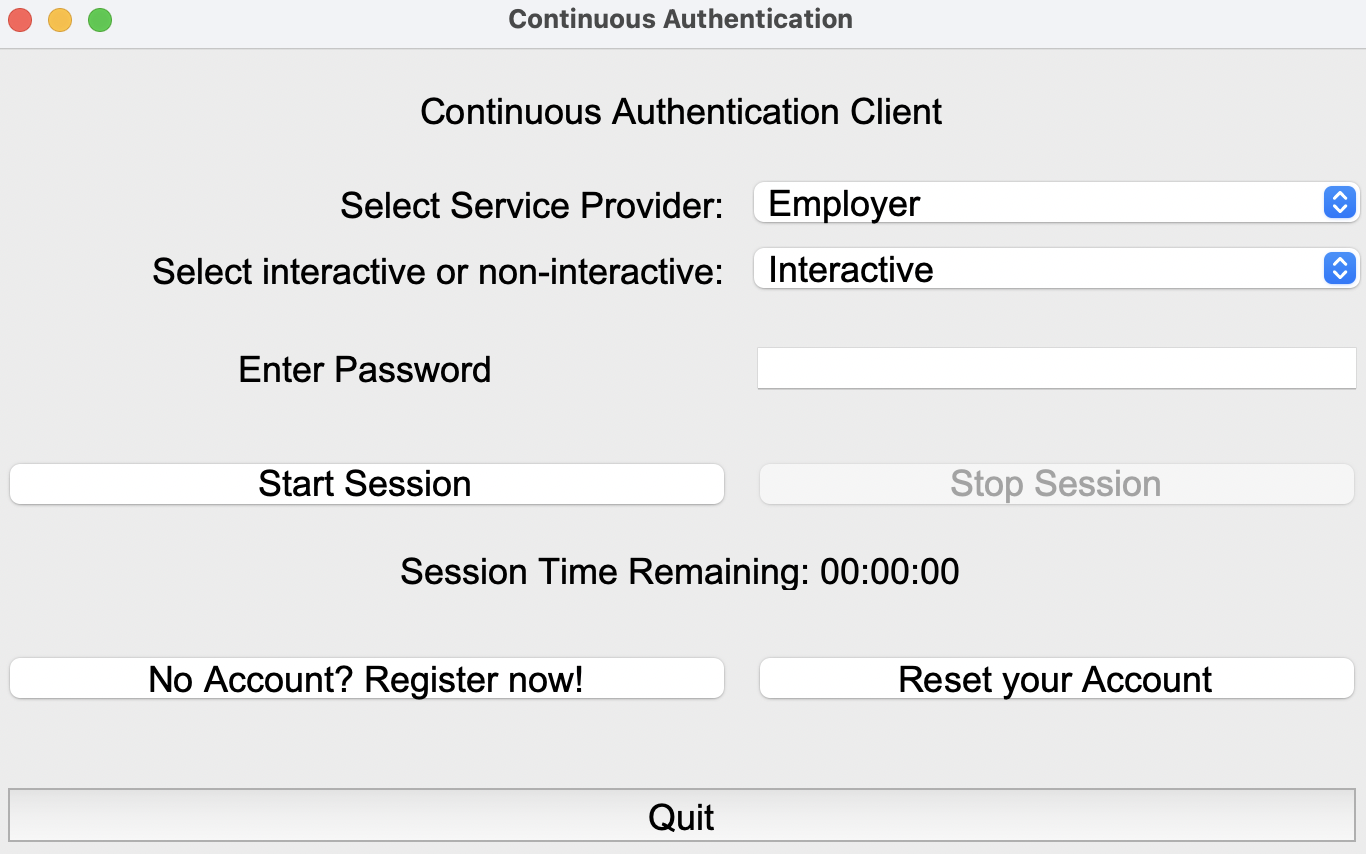 Continuous Authentication
Continuous Authentication Client
Select Service Provider: Employer
Select interactive or non-interactive: Interactive
Enter Password
Start Session Stop Session
Session Time Remaining: 00:00:00
No Account? Register now! Reset your Account
Quit